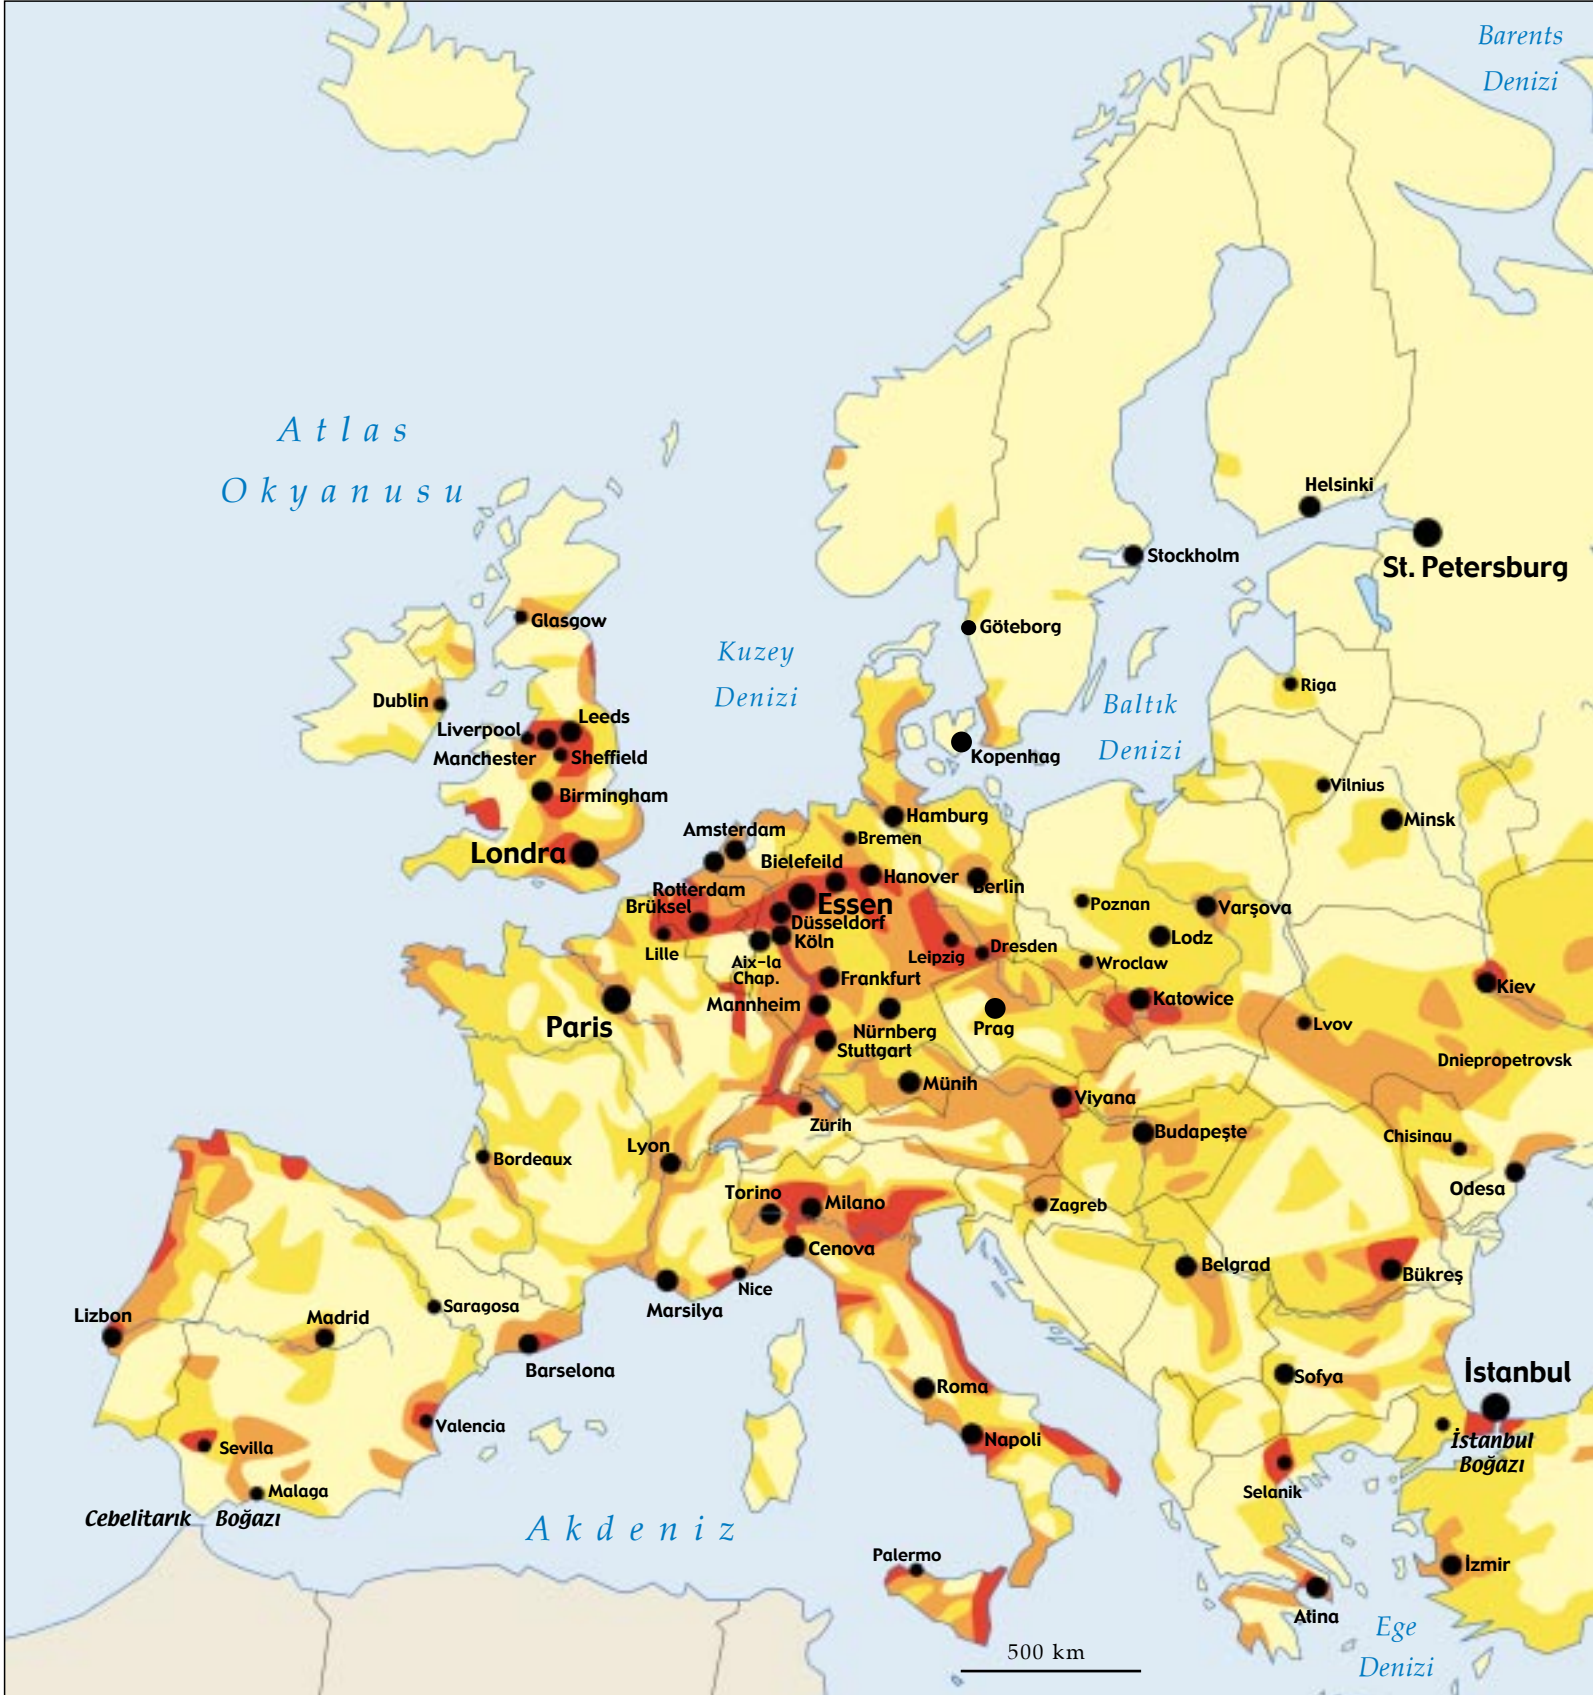 Barents
Denizi
Atlas
Okyanusu
Helsinki
St. Petersburg
Stockholm
Göteborg
Glasgow
Kuzey
Denizi
Baltık
Denizi
Riga
Dublin
Liverpool
Leeds
Manchester
Sheffield
Kopenhag
Vilnius
Birmingham
Minsk
Hamburg
Amsterdam
Bremen
Londra
Bielefeild
Hanover
Berlin
Rotterdam
Essen
Poznan
Varşova
Brüksel
Düsseldorf
Köln
Lodz
Lille
Leipzig
Dresden
Aix-la
Chap.
Wroclaw
Frankfurt
Kiev
Mannheim
Katowice
Paris
Nürnberg
Prag
Lvov
Stuttgart
Dniepropetrovsk
Münih
Viyana
Zürih
Budapeşte
Chisinau
Lyon
Bordeaux
Odesa
Torino
Milano
Zagreb
Cenova
Belgrad
Bükreş
Nice
Marsilya
Saragosa
Lizbon
Madrid
Barselona
Roma
Sofya
İstanbul
Valencia
Napoli
İstanbul
Boğazı
Sevilla
Selanik
Malaga
Cebelitarık Boğazı
Akdeniz
Palermo
İzmir
Atina
Ege
Denizi
500 km